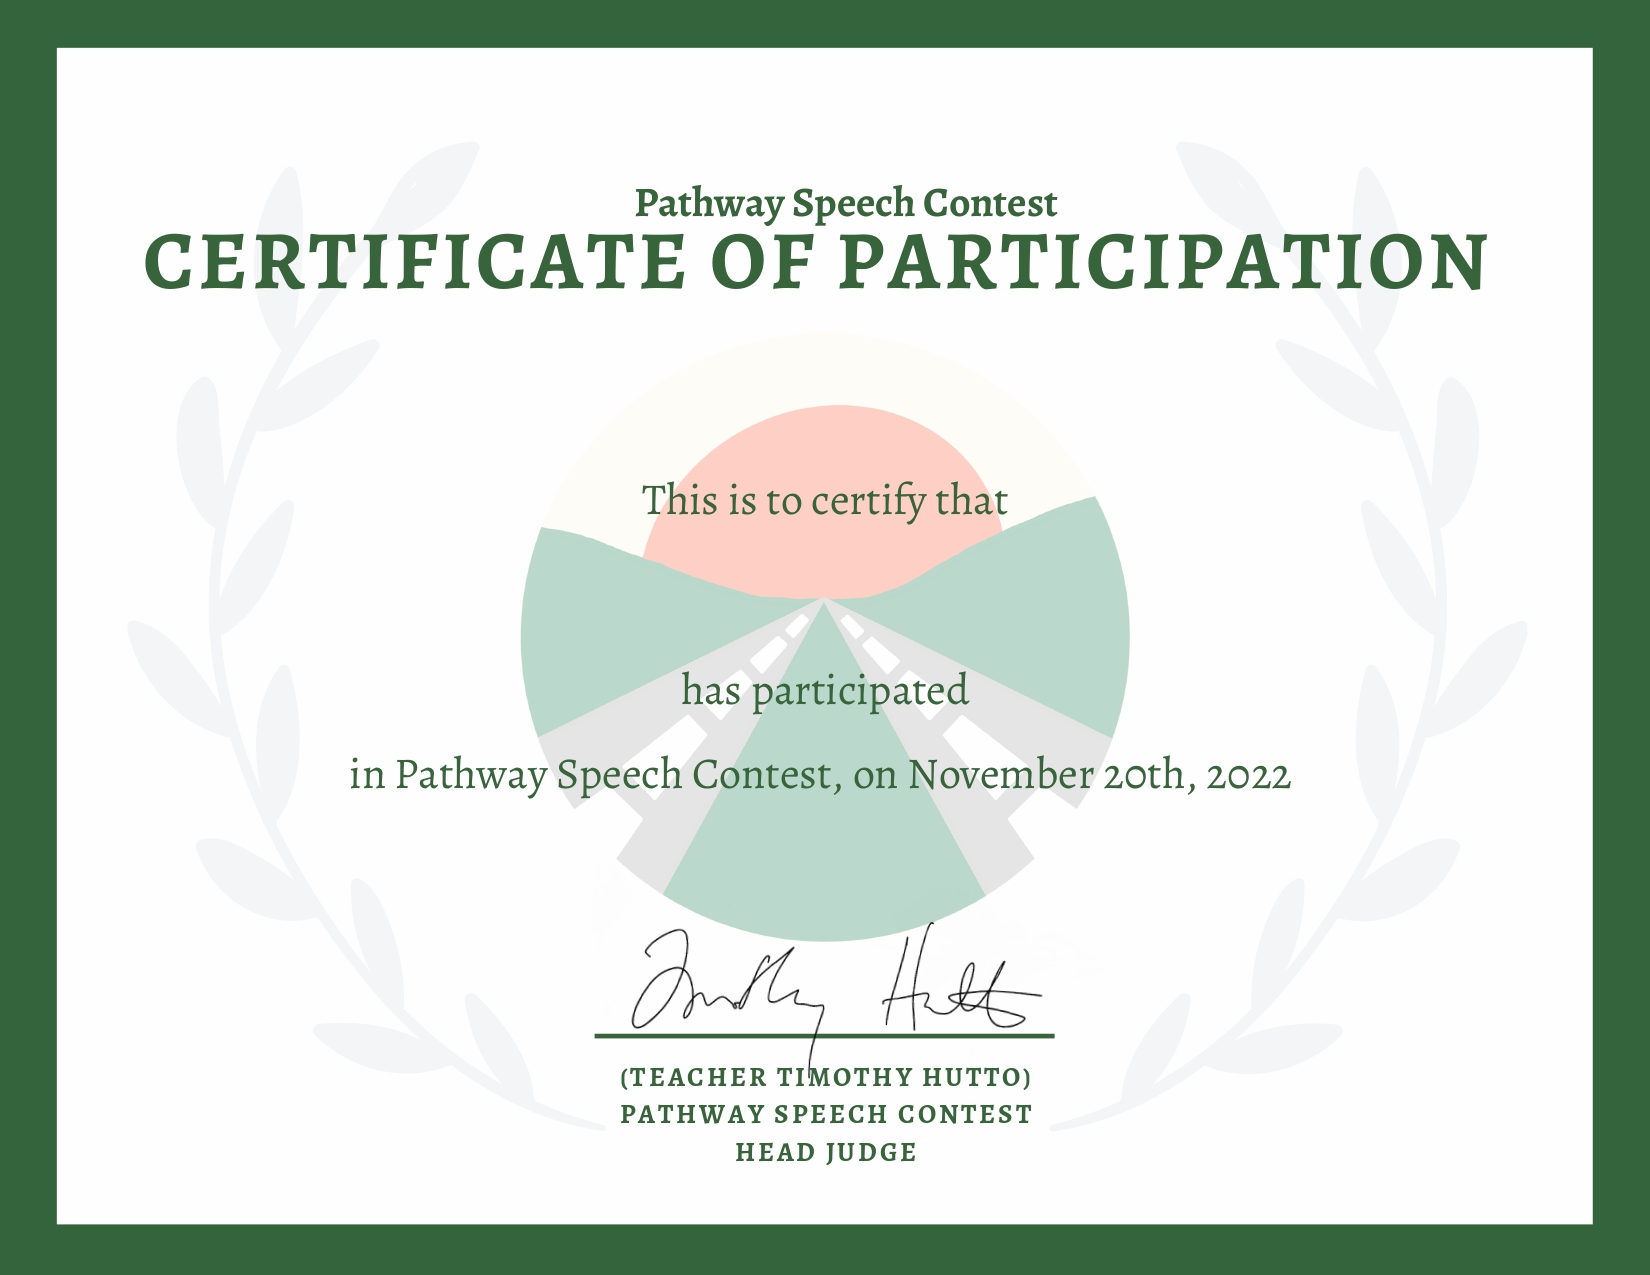 Pathway Speech Contest
CERTIFICATE OF PARTICIPATION
This is to certify that
has participated
in Pathway Speech Contest, on November 20th, 2022
Timothy Hutto
(TEACHER TIMOTHY HUTTO)
PATHWAY SPEECH CONTEST
HEAD JUDGE